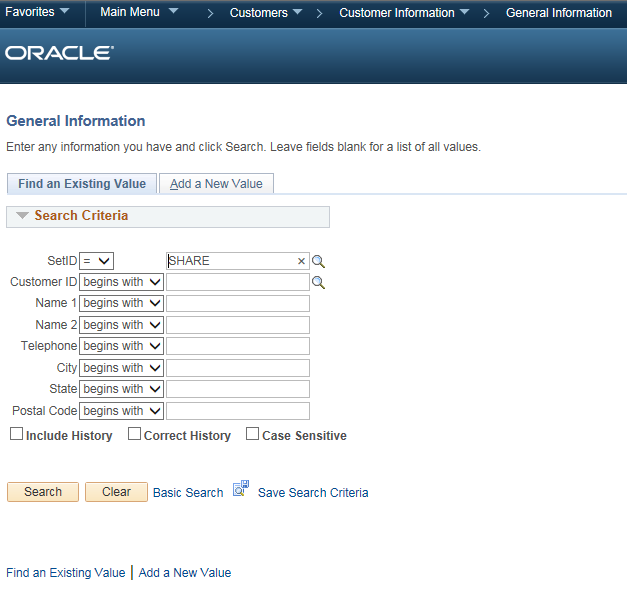 Favorites Main Menu > Customers > Customer Information > General Information
ORACLE
General Information
Enter any information you have and click Search. Leave fields blank for a list of all values.
Find an Existing Value Add a New Value
Search Criteria
SetID = SHARE ×
Customer ID begins with
Name 1 begins with
Name 2 begins with
Telephone begins with
City begins with
State begins with
Postal Code begins with
Include History Correct History Case Sensitive
Search Clear Basic Search Save Search Criteria
Find an Existing Value | Add a New Value